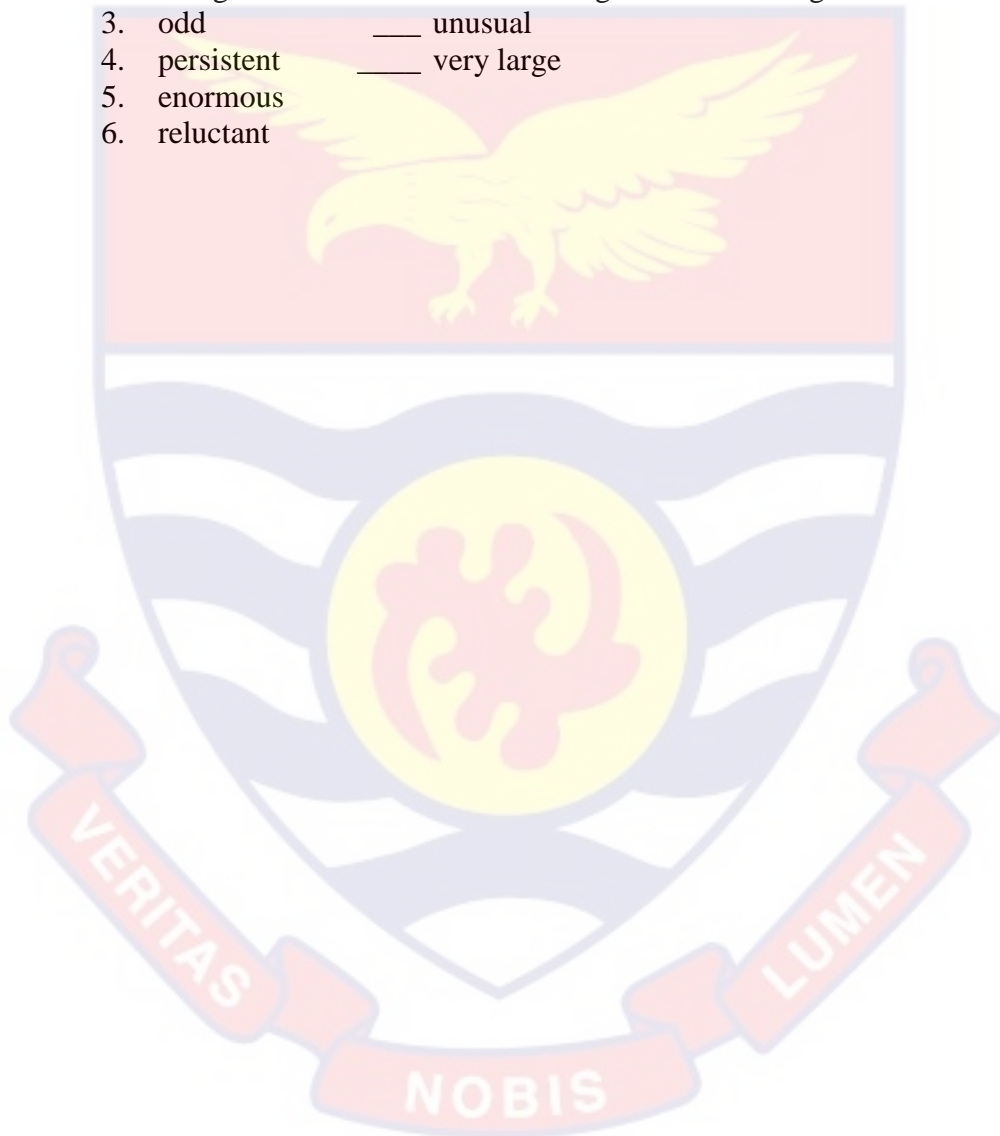 3. odd ___ unusual
4. persistent ____ very large
5. enormous
6. reluctant
VERITAS
NOBIS
LUMEN